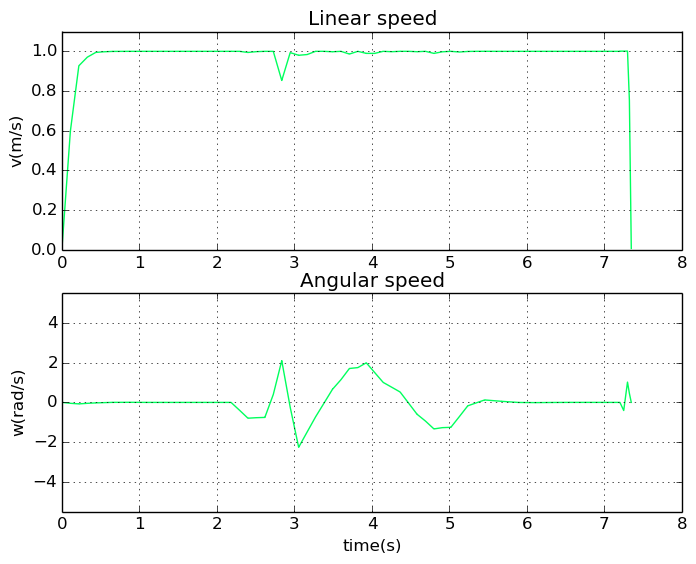 Linear speed
v(m/s)
1.0
0.8
0.6
0.4
0.2
0.0
0 1 2 3 4 5 6 7 8
Angular speed
w(rad/s)
4
2
0
−2
−4
0 1 2 3 4 5 6 7 8
time(s)